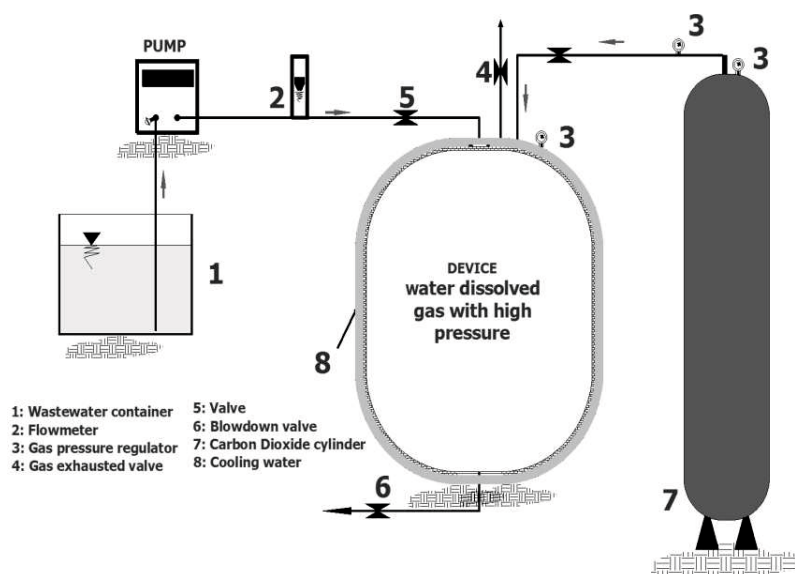 PUMP
3
3
4
2
5
3
1
DEVICE
water dissolved
gas with high
pressure
8
1: Wastewater container
2: Flowmeter
3: Gas pressure regulator
4: Gas exhausted valve
5: Valve
6: Blowdown valve
7: Carbon Dioxide cylinder
8: Cooling water
6
7